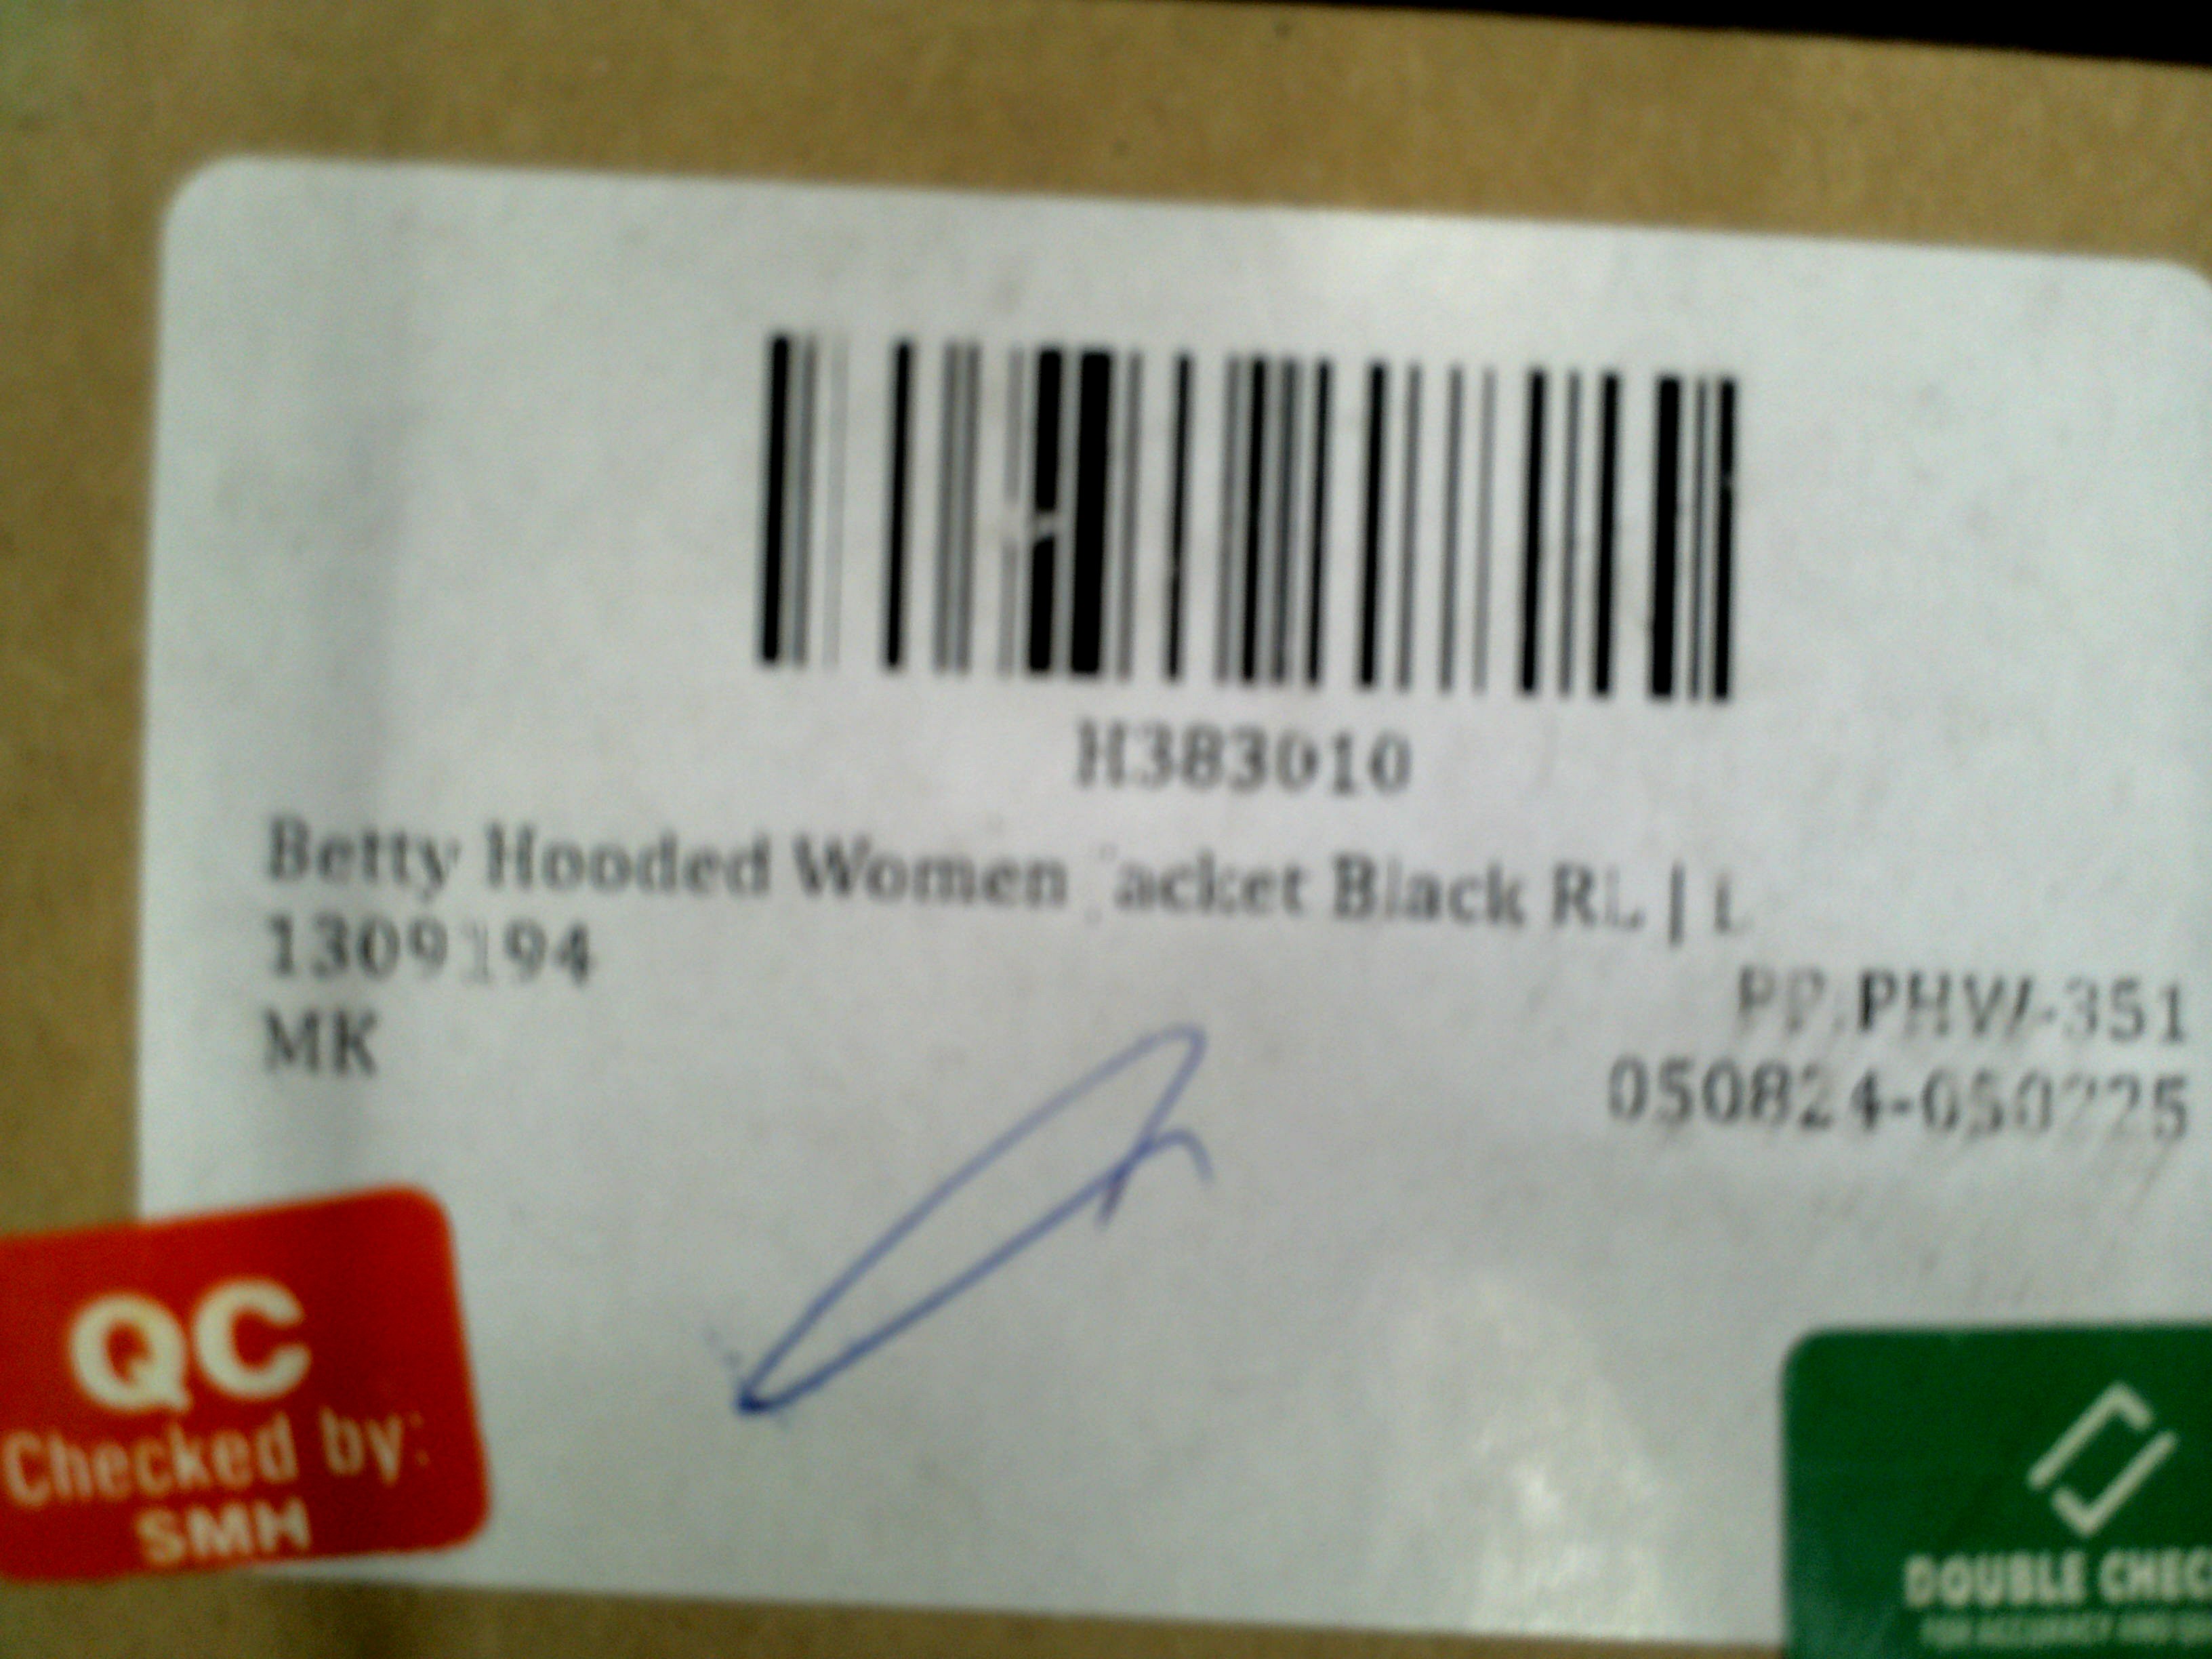 H383010
Betty Hooded Women Jacket Black RL | L
1309194
MK
PP.PHW-351
050824-050225
QC
Checked by:
SMH
DOUBLE CHEC